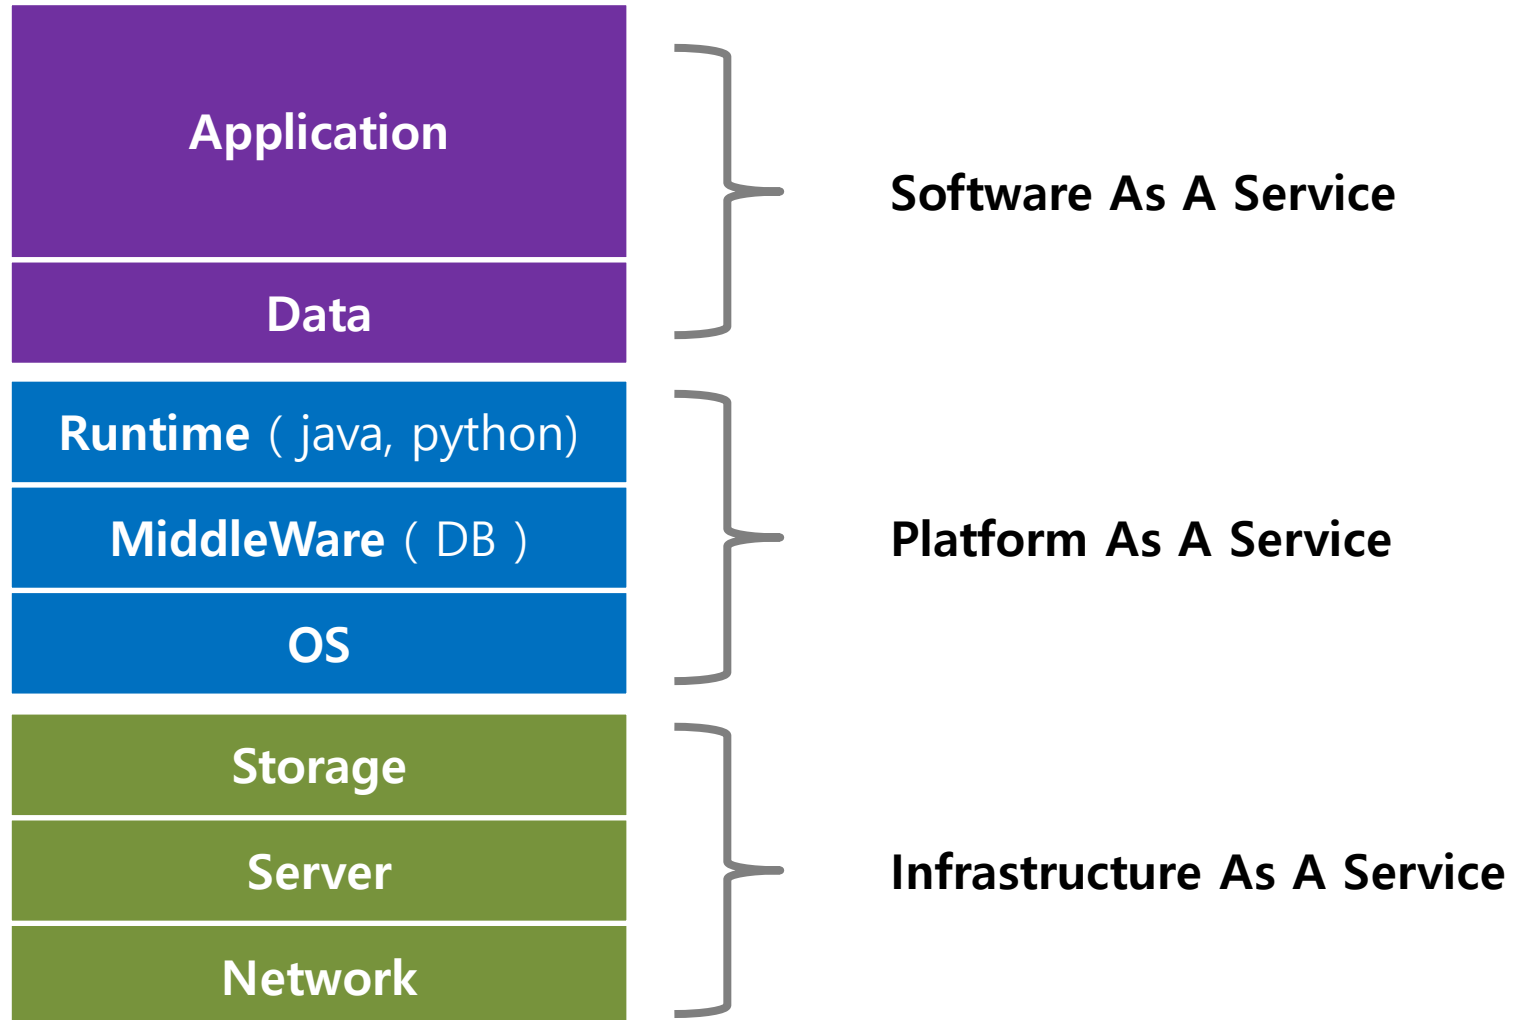 Application
Software As A Service
Data
Runtime ( java, python)
MiddleWare ( DB )
Platform As A Service
OS
Storage
Server
Infrastructure As A Service
Network